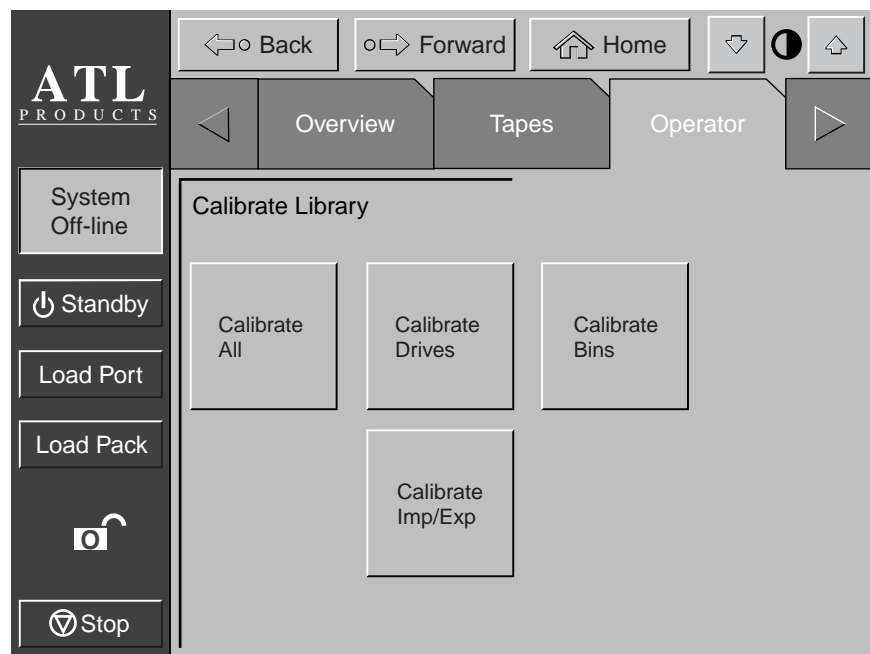 ATL
PRODUCTS
Back
Forward
Home
Overview
Tapes
Operator
System
Off-line
Standby
Load Port
Load Pack
O
Stop
Calibrate Library
Calibrate
All
Calibrate
Drives
Calibrate
Bins
Calibrate
Imp/Exp